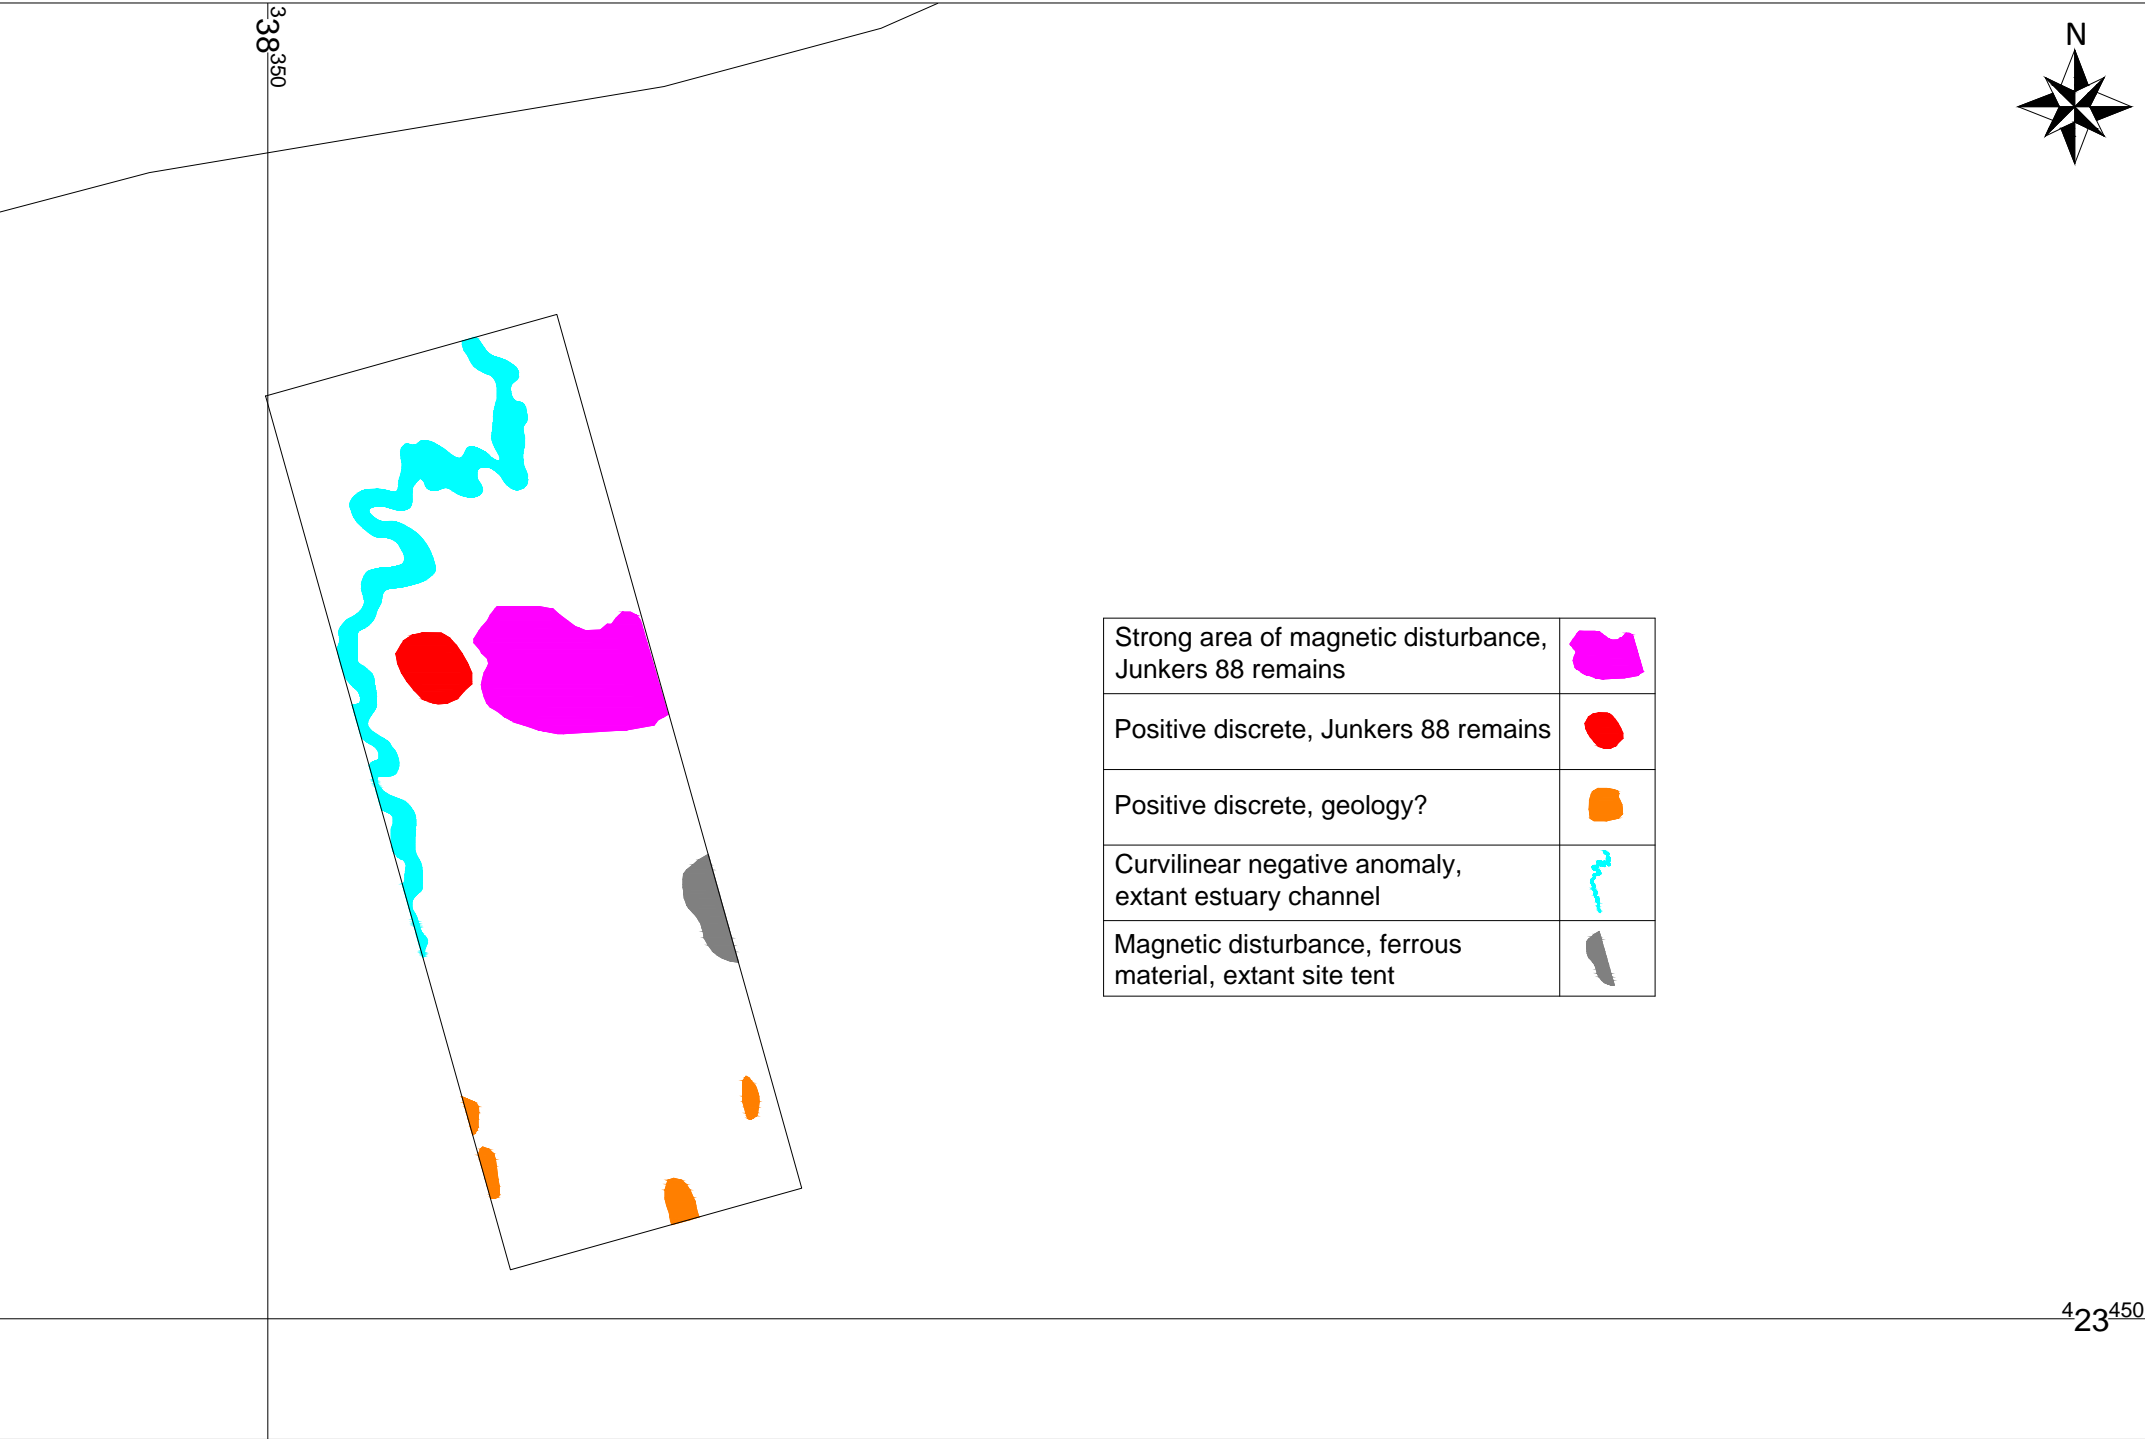 338350
N
Strong area of magnetic disturbance,
Junkers 88 remains
Positive discrete, Junkers 88 remains
Positive discrete, geology?
Curvilinear negative anomaly,
extant estuary channel
Magnetic disturbance, ferrous
material, extant site tent
423450